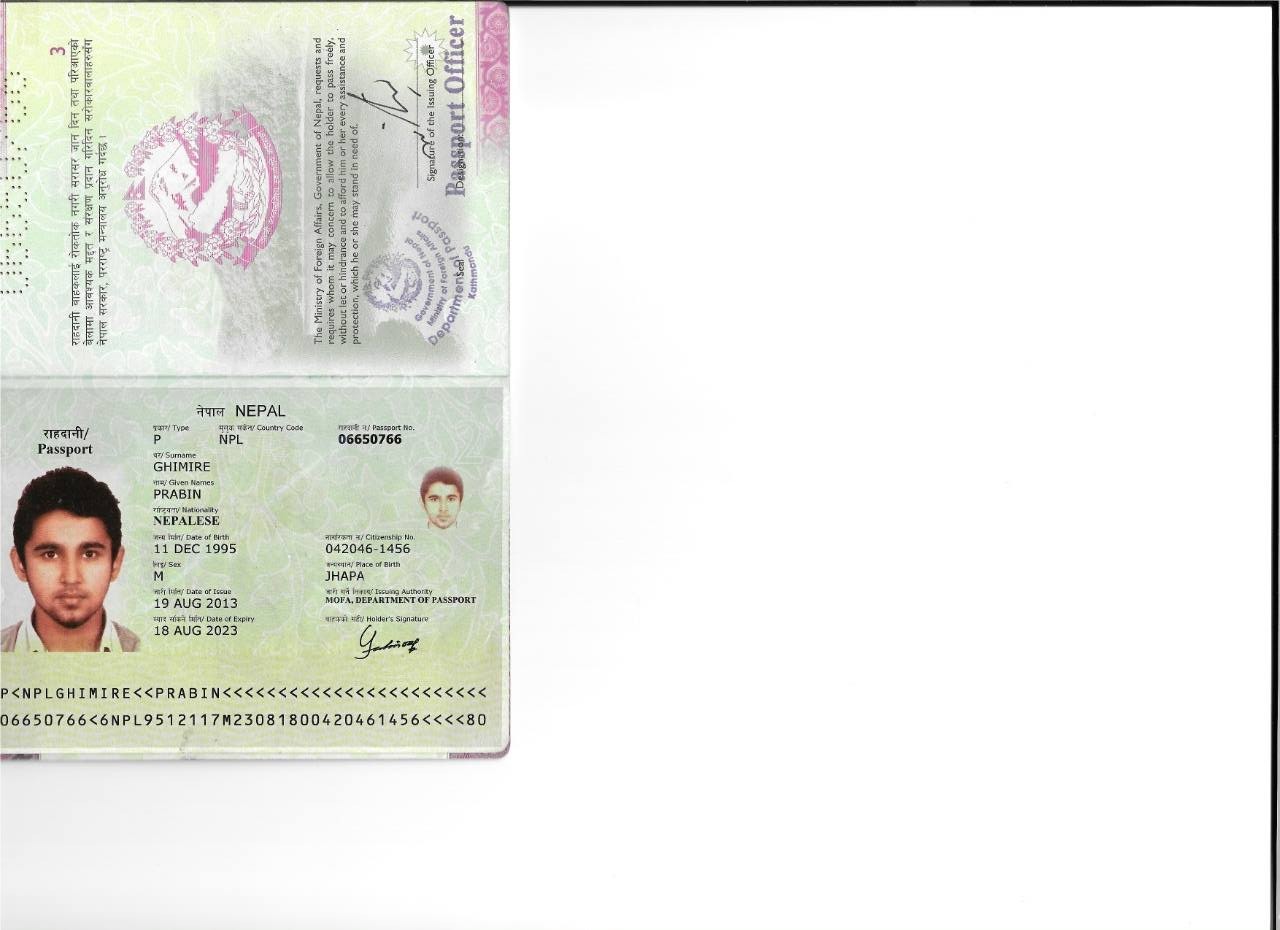 3
राहदानी बाहकलाई रोकतोक नगरी सरासर जान दिन तथा परिआएको
बेलामा आवश्यक मद्दत र संरक्षण प्रदान गरिदिन सरोकारवालाहरुसंग
नेपाल सरकार, परराष्ट्र मन्त्रालय अनुरोध गर्दछ ।
The Ministry of Foreign Affairs, Government of Nepal, requests and
requires whom it may concern to allow the holder to pass freely,
without let or hindrance and to afford him or her every assistance and
protection, which he or she may stand in need of.
Signature of the Issuing Officer
Passport Officer
Designation
Seal
Government of Nepal
Ministry of Foreign Affairs
Department of Passport
Kathmandu
नेपाल NEPAL
राहदानी/
Passport
प्रकार/ Type
P
मुलुक संकेत/ Country Code
NPL
राहदानी नं/ Passport No.
06650766
थर/ Surname
GHIMIRE
नाम/ Given Names
PRABIN
राष्ट्रियता/ Nationality
NEPALESE
जन्म मिति/ Date of Birth
11 DEC 1995
नागरिकता नं/ Citizenship No.
042046-1456
लिङ्ग/ Sex
M
जन्मस्थान/ Place of Birth
JHAPA
जारी मिति/ Date of Issue
19 AUG 2013
जारी गर्ने निकाय/ Issuing Authority
MOFA, DEPARTMENT OF PASSPORT
म्याद सकिने मिति/ Date of Expiry
18 AUG 2023
वाहकको सही/ Holder's Signature
P<NPLGHIMIRE<<PRABIN<<<<<<<<<<<<<<<<<<<<<<<<
06650766<6NPL9512117M23081800420461456<<<<80